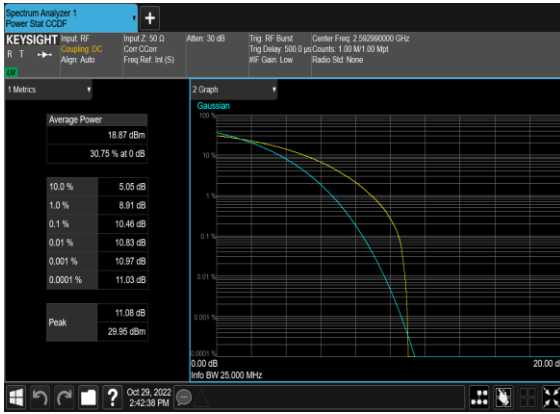 Spectrum Analyzer 1
Power Stat CCDF
KEYSIGHT
R T
LV
Input: RF
Coupling: DC
Align: Auto
Input Z: 50 Ω
Corr CCorr
Freq Ref: Int (S)
Atten: 30 dB
Trig: RF Burst
Trig Delay: 500.0 µs
#IF Gain: Low
Center Freq: 2.592990000 GHz
Counts: 1.00 M/1.00 Mpt
Radio Std: None
1 Metrics
Average Power
18.87 dBm
30.75 % at 0 dB
10.0 % 5.05 dB
1.0 % 8.91 dB
0.1 % 10.46 dB
0.01 % 10.83 dB
0.001 % 10.97 dB
0.0001 % 11.03 dB
Peak
11.08 dB
29.95 dBm
2 Graph
Gaussian
100 %
10 %
1 %
0.1 %
0.01 %
0.001 %
0.0001 %
0.00 dB
20.00 d
Info BW 25.000 MHz
?
Oct 29, 2022
2:42:38 PM